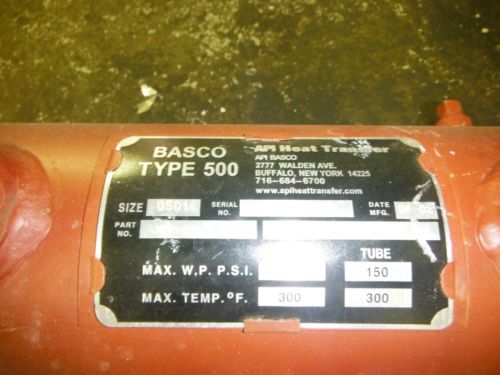 BASCO
TYPE 500
API Heat Transfer
API BASCO
2777 WALDEN AVE.
BUFFALO, NEW YORK 14225
716-684-6700
www.apiheattransfer.com
SIZE 05014 SERIAL NO. DATE MFG.
PART NO.
TUBE
MAX. W.P. P.S.I. 150
MAX. TEMP. °F. 300 300